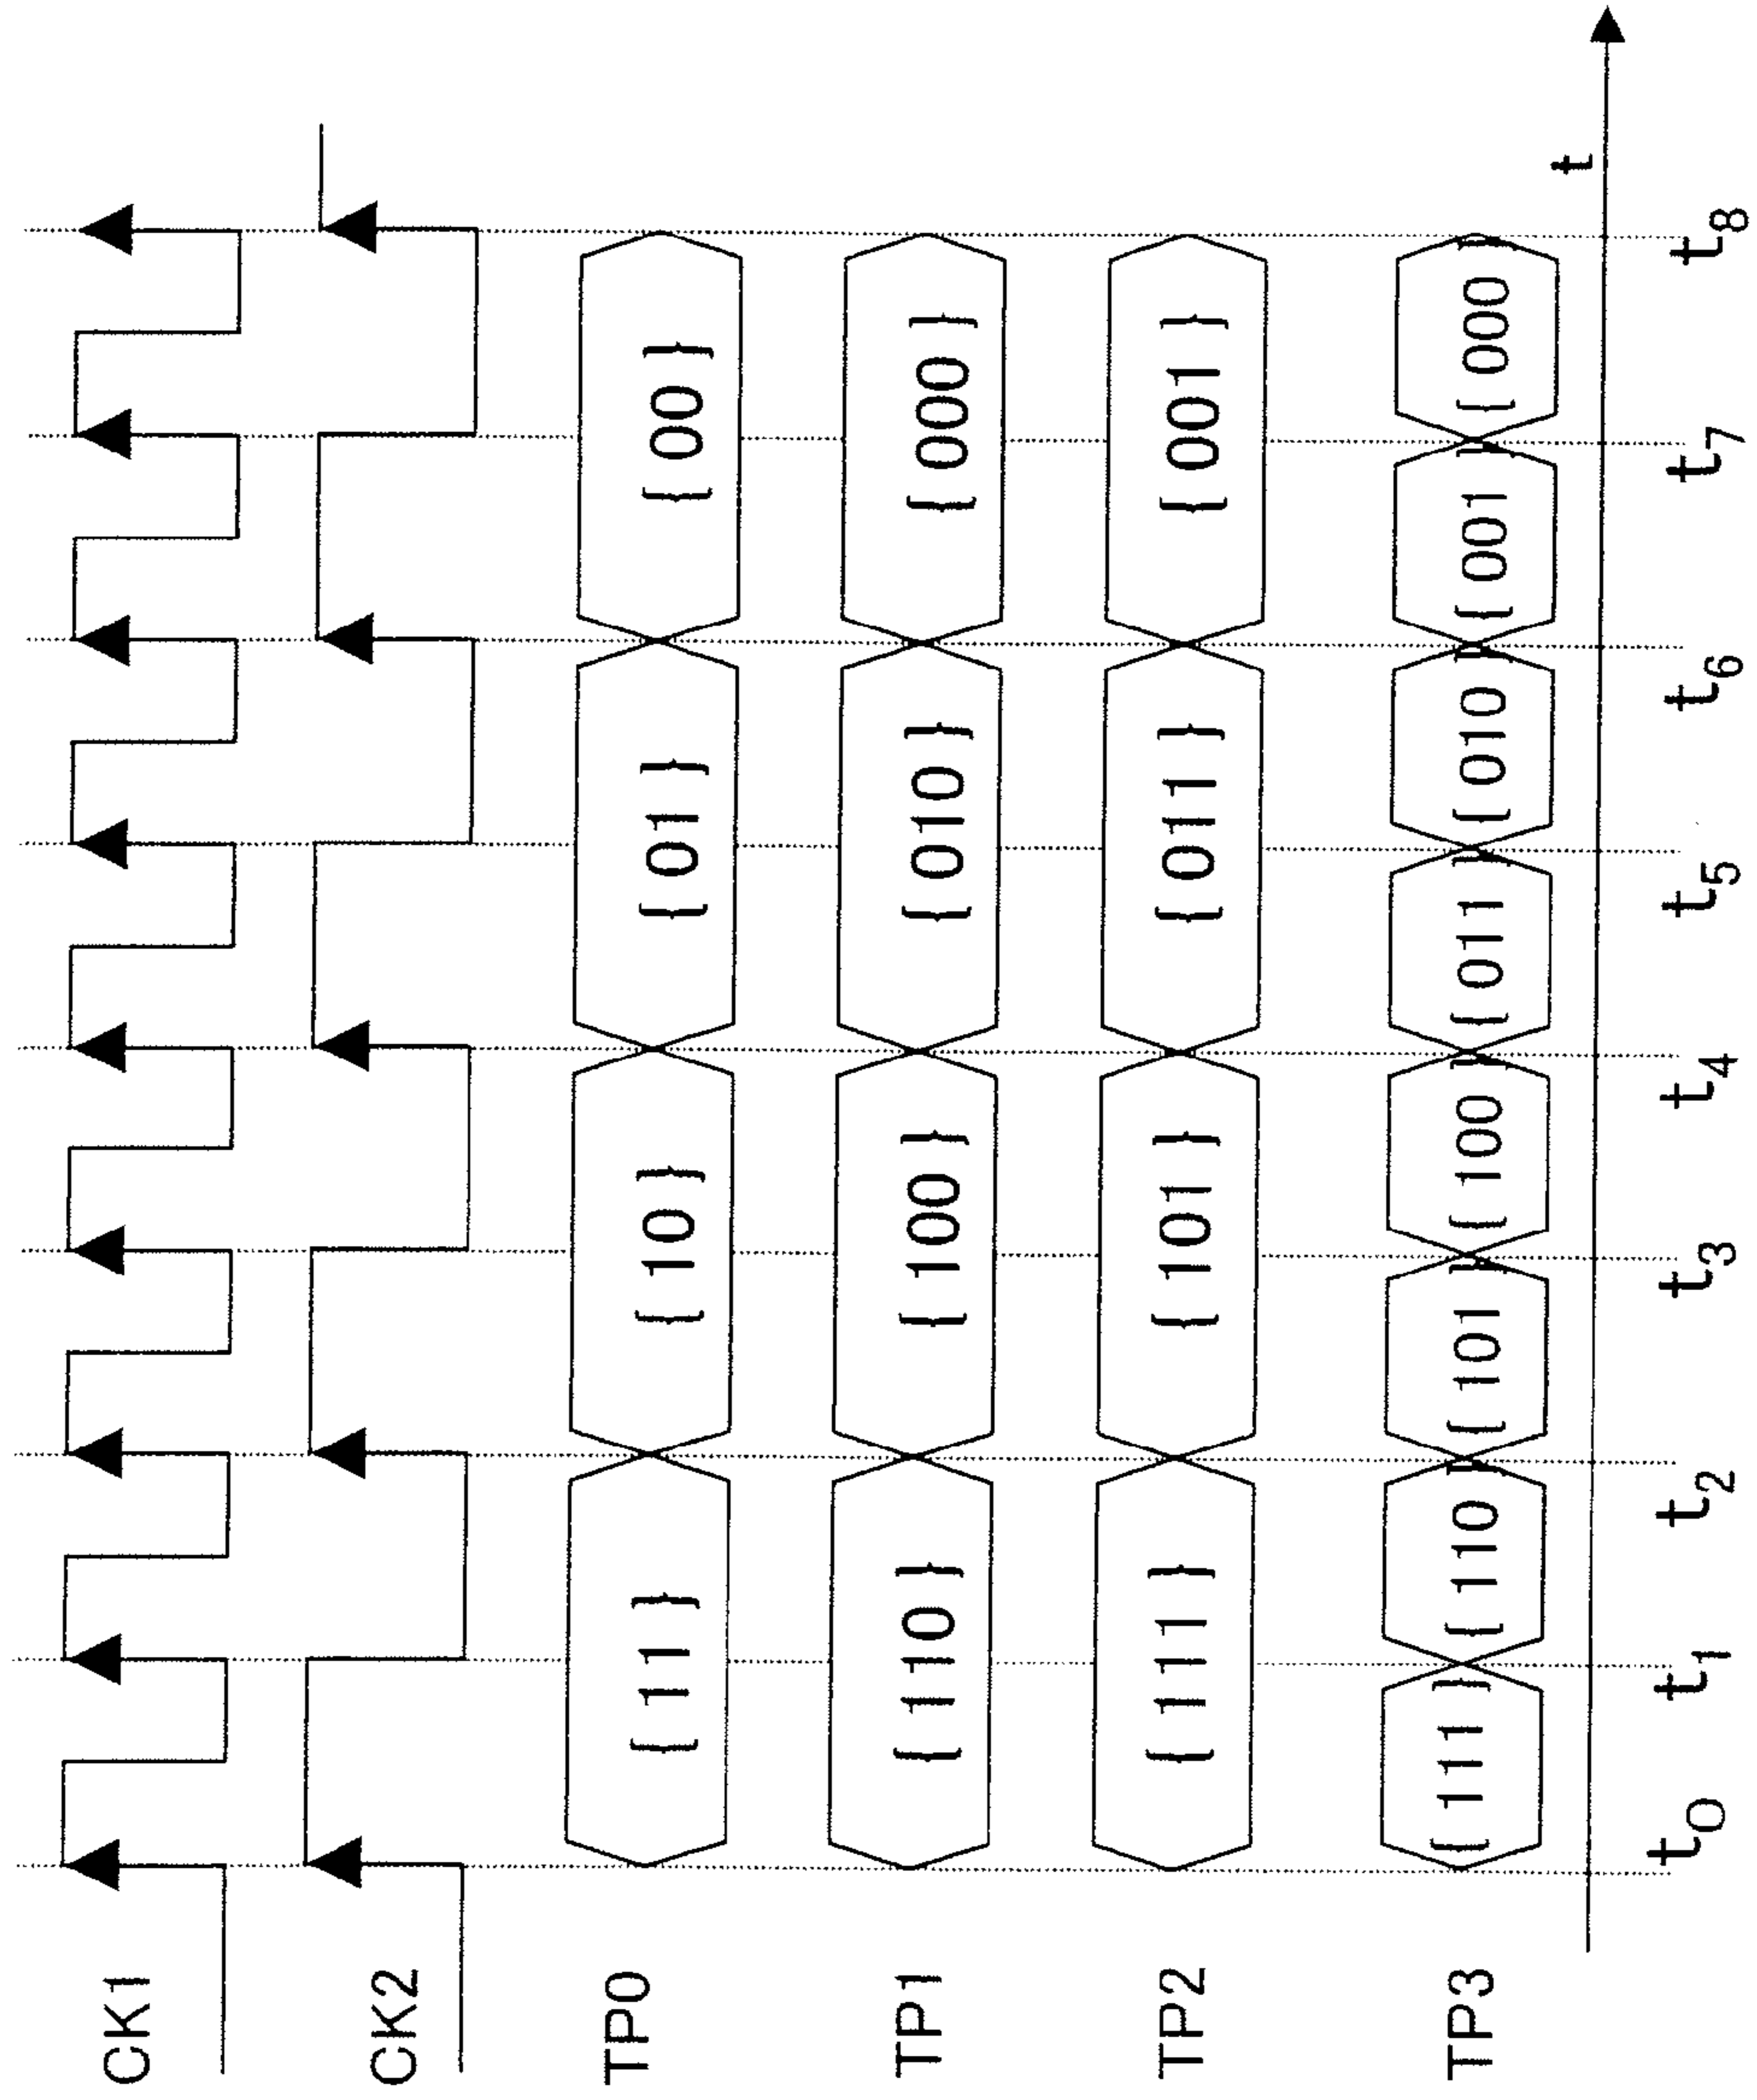 CK1
CK2
TP0 { 11 } { 10 } { 01 } { 00 }
TP1 { 110 } { 100 } { 010 } { 000 }
TP2 { 111 } { 101 } { 011 } { 001 }
TP3 { 111 } { 110 } { 101 } { 100 } { 011 } { 010 } { 001 } { 000 }
t
t0 t1 t2 t3 t4 t5 t6 t7 t8